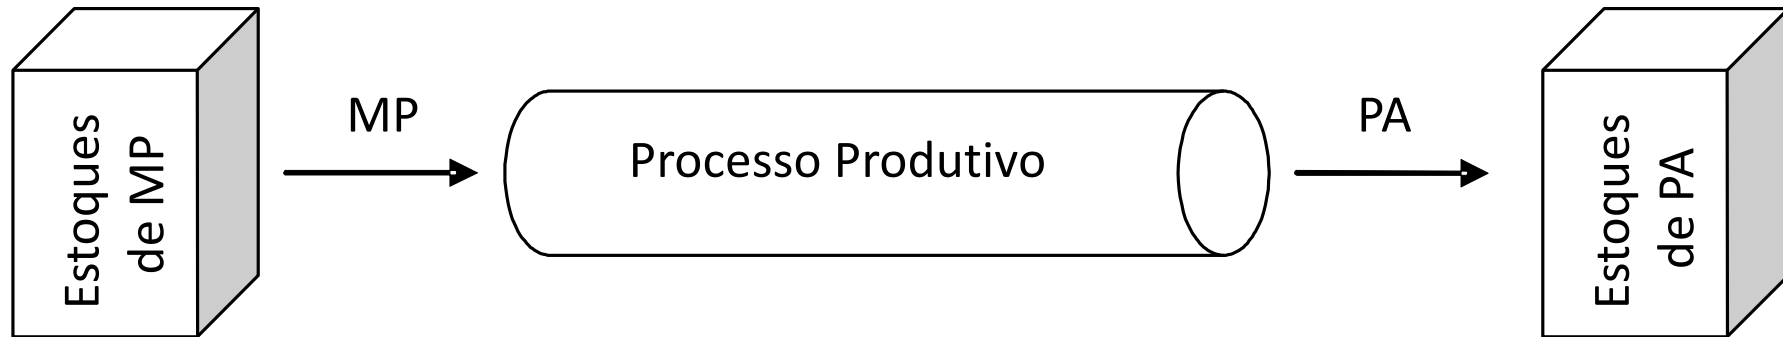 Estoques
de MP
MP
Processo Produtivo
PA
Estoques
de PA